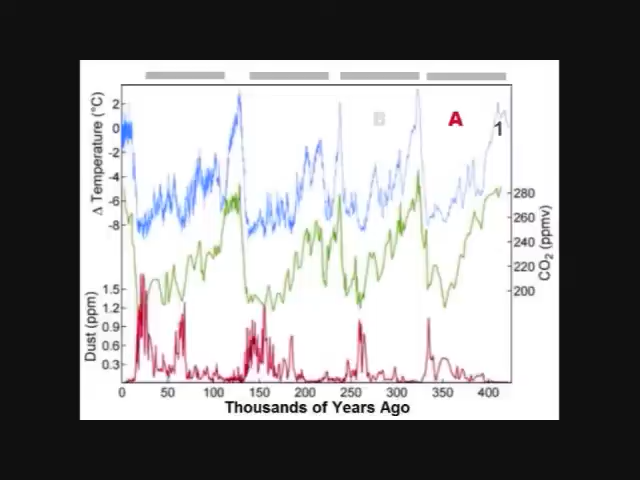 B A 1
Δ Temperature (°C)
2
0
-2
-4
-6
-8
280
260
240
220
200
CO2 (ppmv)
Dust (ppm)
1.5
1.2
0.9
0.6
0.3
0 50 100 150 200 250 300 350 400
Thousands of Years Ago